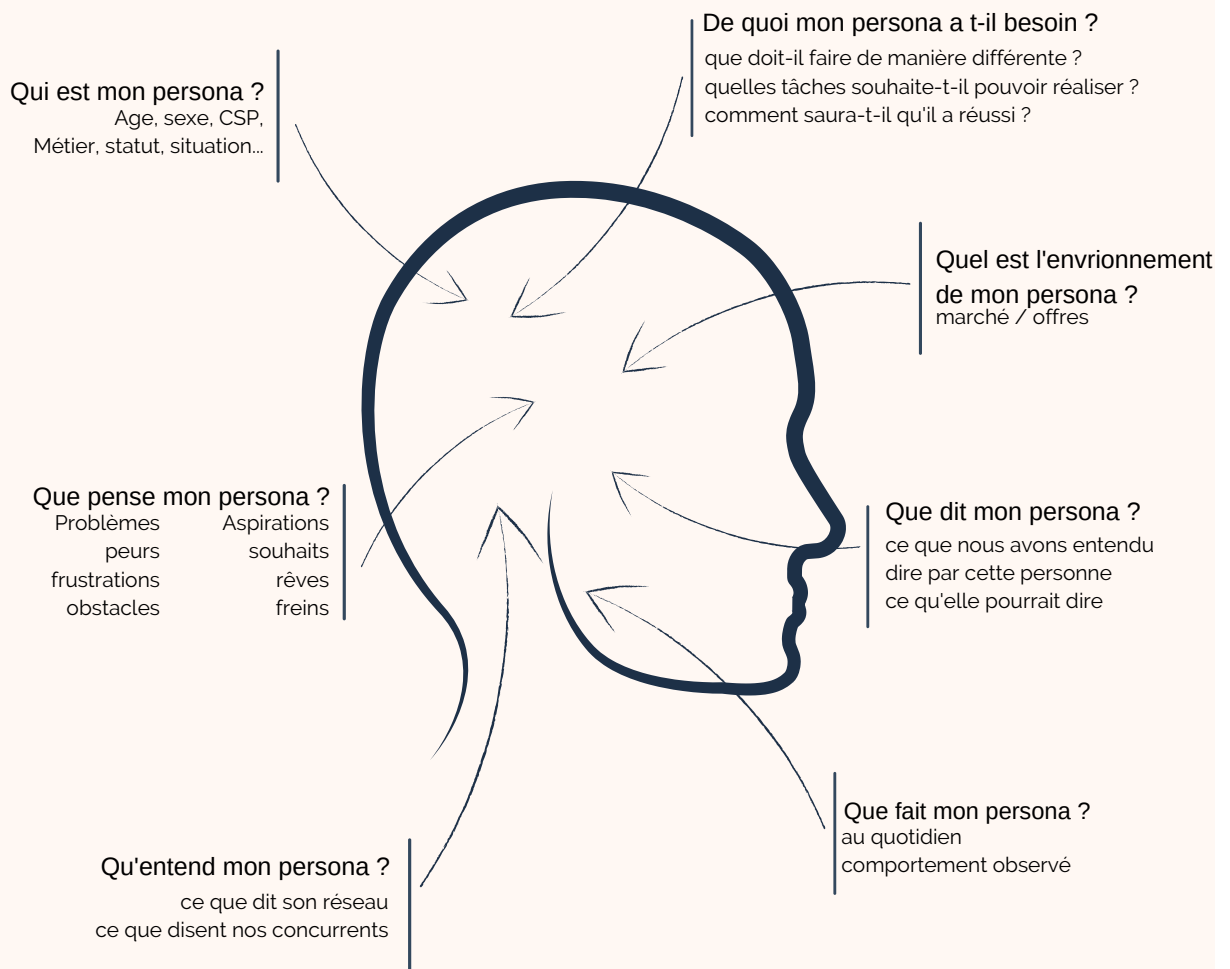 De quoi mon persona a t-il besoin ?
que doit-il faire de manière différente ?
quelles tâches souhaite-t-il pouvoir réaliser ?
comment saura-t-il qu'il a réussi ?
Qui est mon persona ?
Age, sexe, CSP,
Métier, statut, situation...
Quel est l'envrionnement
de mon persona ?
marché / offres
Que pense mon persona ?
Problèmes Aspirations
peurs souhaits
frustrations rêves
obstacles freins
Que dit mon persona ?
ce que nous avons entendu
dire par cette personne
ce qu'elle pourrait dire
Que fait mon persona ?
au quotidien
comportement observé
Qu'entend mon persona ?
ce que dit son réseau
ce que disent nos concurrents